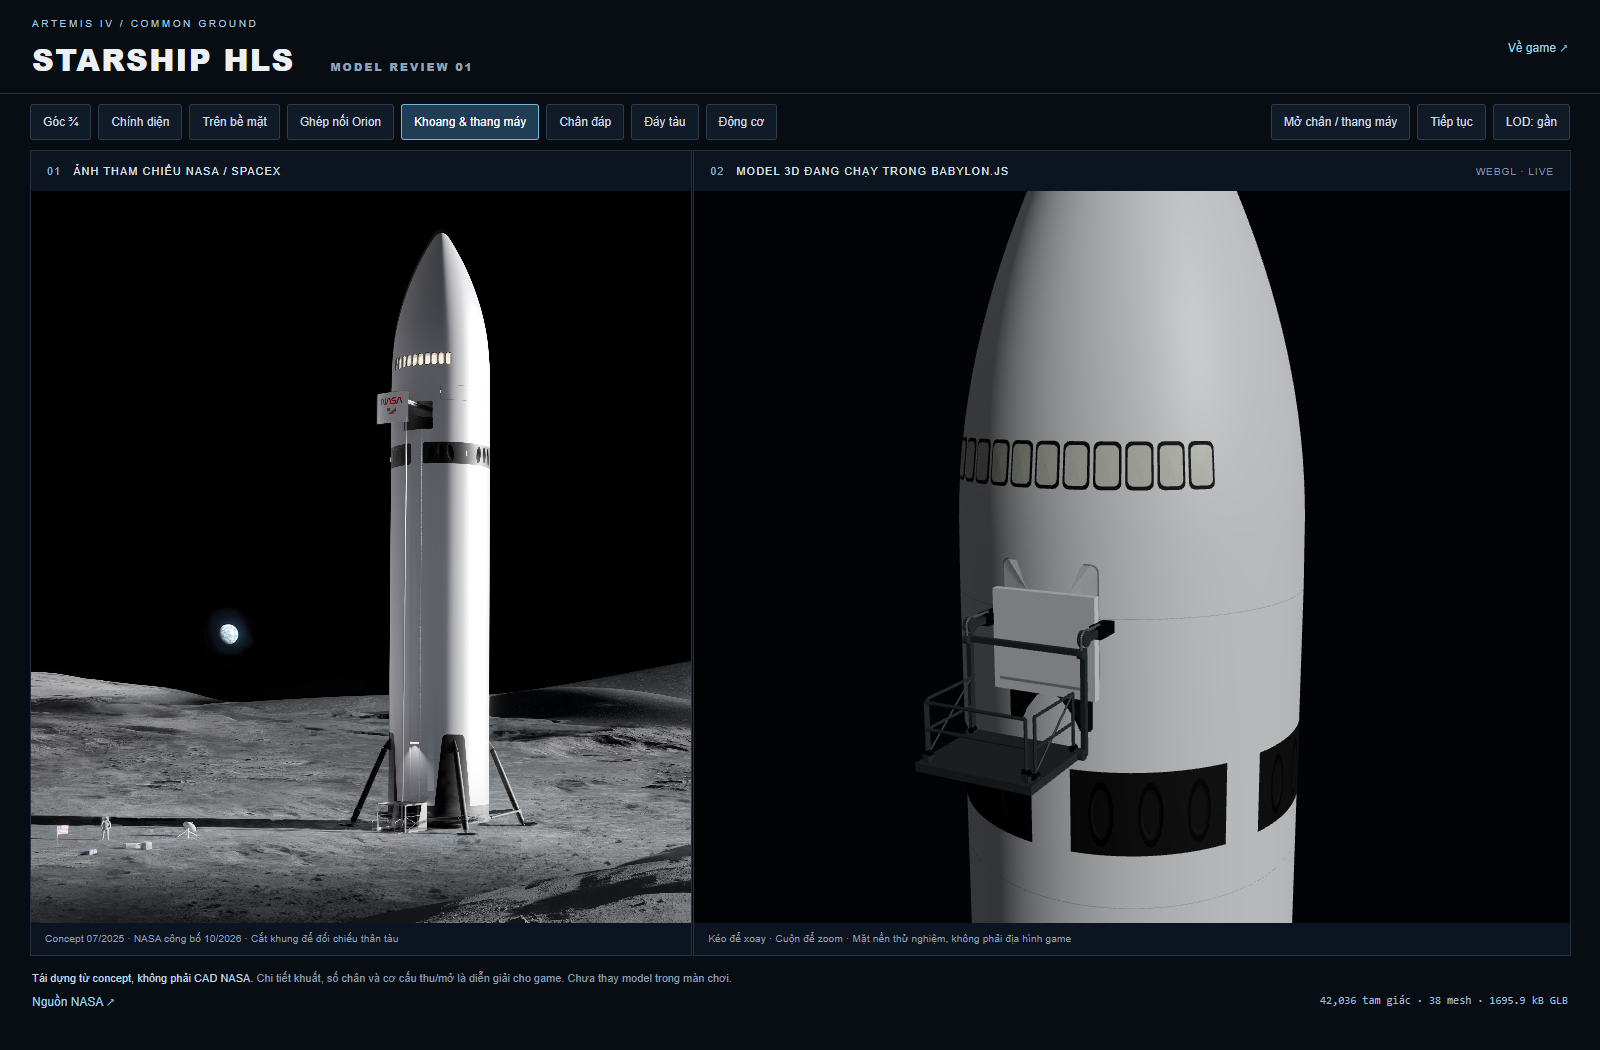 ARTEMIS IV / COMMON GROUND
STARSHIP HLS
MODEL REVIEW 01
Về game ↗
Góc ¾
Chính diện
Trên bề mặt
Ghép nối Orion
Khoang & thang máy
Chân đáp
Đáy tàu
Động cơ
Mở chân / thang máy
Tiếp tục
LOD: gần
01 ẢNH THAM CHIẾU NASA / SPACEX
02 MODEL 3D ĐANG CHẠY TRONG BABYLON.JS
WEBGL · LIVE
NASA
Concept 07/2025 · NASA công bố 10/2026 · Cắt khung để đối chiếu thân tàu
Kéo để xoay · Cuộn để zoom · Mặt nền thử nghiệm, không phải địa hình game
Tái dựng từ concept, không phải CAD NASA. Chi tiết khuất, số chân và cơ cấu thu/mở là diễn giải cho game. Chưa thay model trong màn chơi.
Nguồn NASA ↗
42,036 tam giác · 38 mesh · 1695.9 kB GLB